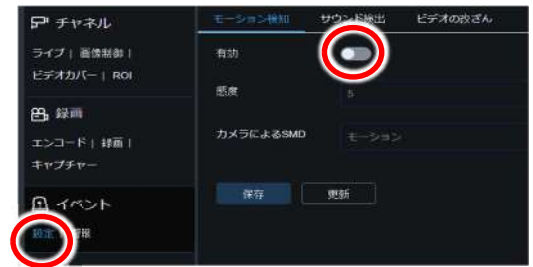 チャネル
ライブ | 画像制御 |
ビデオカバー | ROI
録画
エンコード | 録画 |
キャプチャー
イベント
設定
モーション検知 サウンド検出 ビデオの改ざん
有効
感度 5
カメラによるSMD モーション
保存 更新